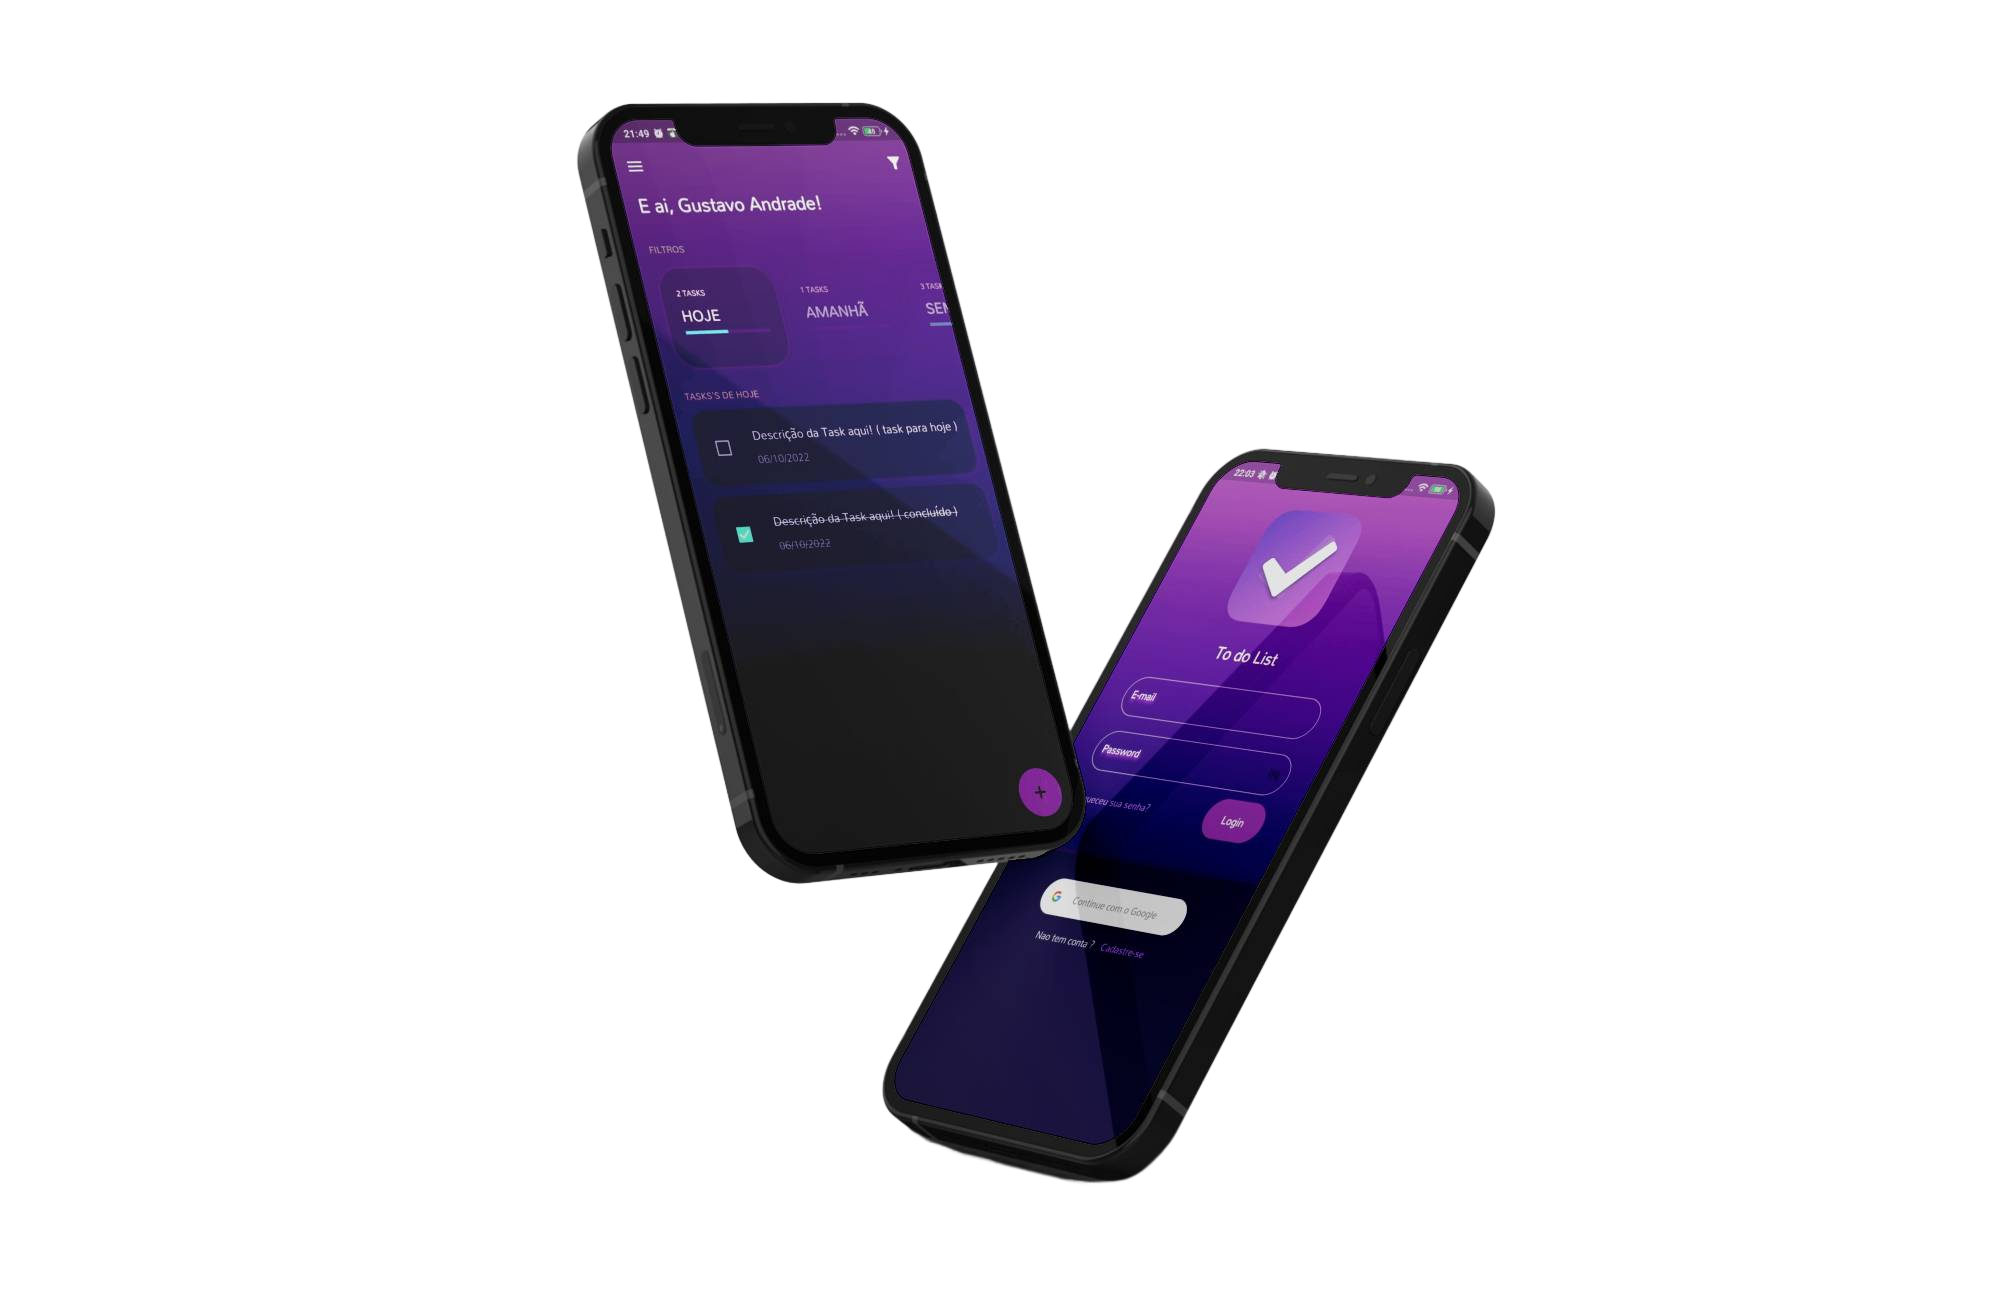 21:49
E ai, Gustavo Andrade!
FILTROS
2 TASKS
HOJE
1 TASKS
AMANHÃ
3 TASK
SEM
TASKS'S DE HOJE
Descrição da Task aqui! ( task para hoje )
06/10/2022
Descrição da Task aqui! ( concluído )
06/10/2022
+
22:03
To do List
E-mail
Password
ueceu sua senha?
Login
G Continue com o Google
Nao tem conta ? Cadastre-se